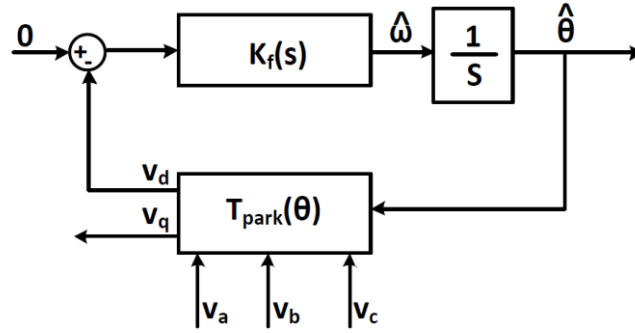 0
+
-
K_f(s)
ω̂
1
S
θ̂
v_d
v_q
T_park(θ)
v_a
v_b
v_c